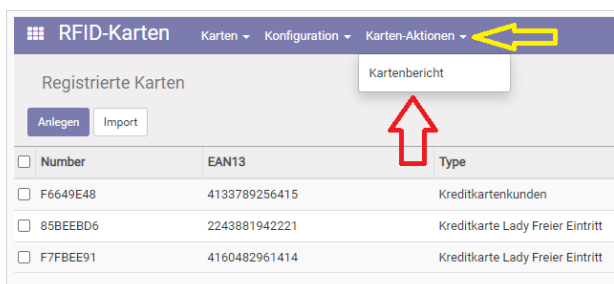 RFID-Karten Karten Konfiguration Karten-Aktionen
Kartenbericht
Registrierte Karten
Anlegen Import
Number EAN13 Type
F6649E48 4133789256415 Kreditkartenkunden
85BEEBD6 2243881942221 Kreditkarte Lady Freier Eintritt
F7FBEE91 4160482961414 Kreditkarte Lady Freier Eintritt